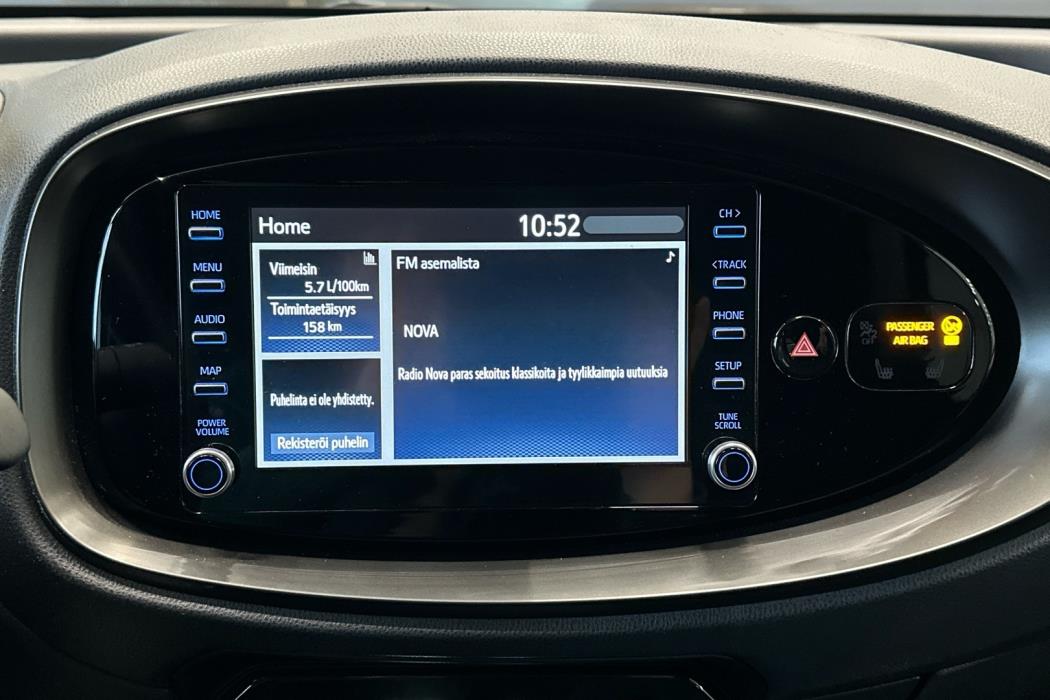 HOME
MENU
AUDIO
MAP
POWER
VOLUME
Home
10:52
Viimeisin
5.7 L/100km
Toimintaetäisyys
158 km
Puhelinta ei ole yhdistetty.
Rekisteröi puhelin
FM asemalista
NOVA
Radio Nova paras sekoitus klassikoita ja tyylikkaimpia uutuuksia
CH >
<TRACK
PHONE
SETUP
TUNE
SCROLL
OFF
PASSENGER
AIR BAG